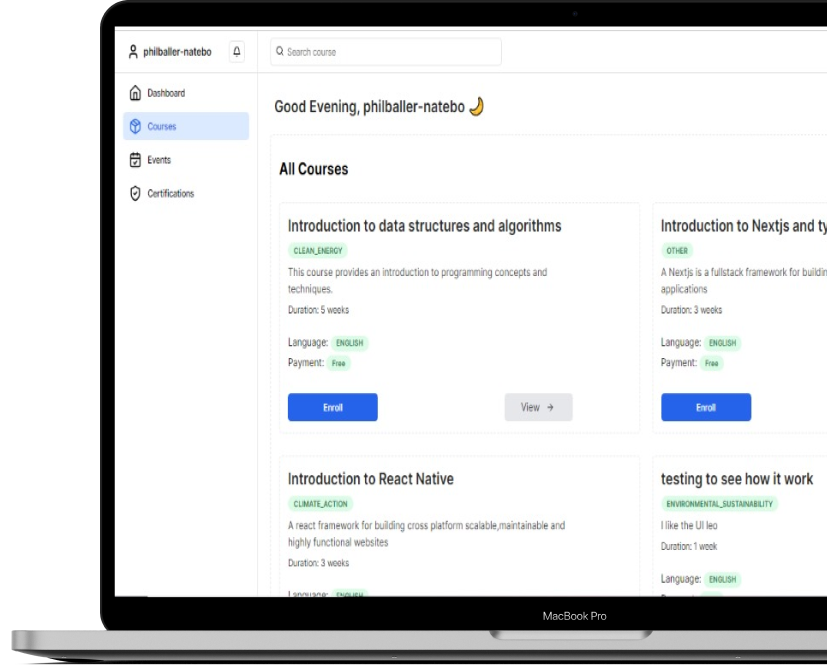 philballer-natebo
Search course
Dashboard
Courses
Events
Certifications
Good Evening, philballer-natebo
All Courses
Introduction to data structures and algorithms
CLEAN_ENERGY
This course provides an introduction to programming concepts and
techniques.
Duration: 5 weeks
Language: ENGLISH
Payment: Free
Enroll
View →
Introduction to Nextjs and ty
OTHER
A Nextjs is a fullstack framework for buildin
applications
Duration: 3 weeks
Language: ENGLISH
Payment: Free
Enroll
Introduction to React Native
CLIMATE_ACTION
A react framework for building cross platform scalable,maintainable and
highly functional websites
Duration: 3 weeks
Language: ENGLISH
testing to see how it work
ENVIRONMENTAL_SUSTAINABILITY
I like the UI leo
Duration: 1 week
Language: ENGLISH
MacBook Pro